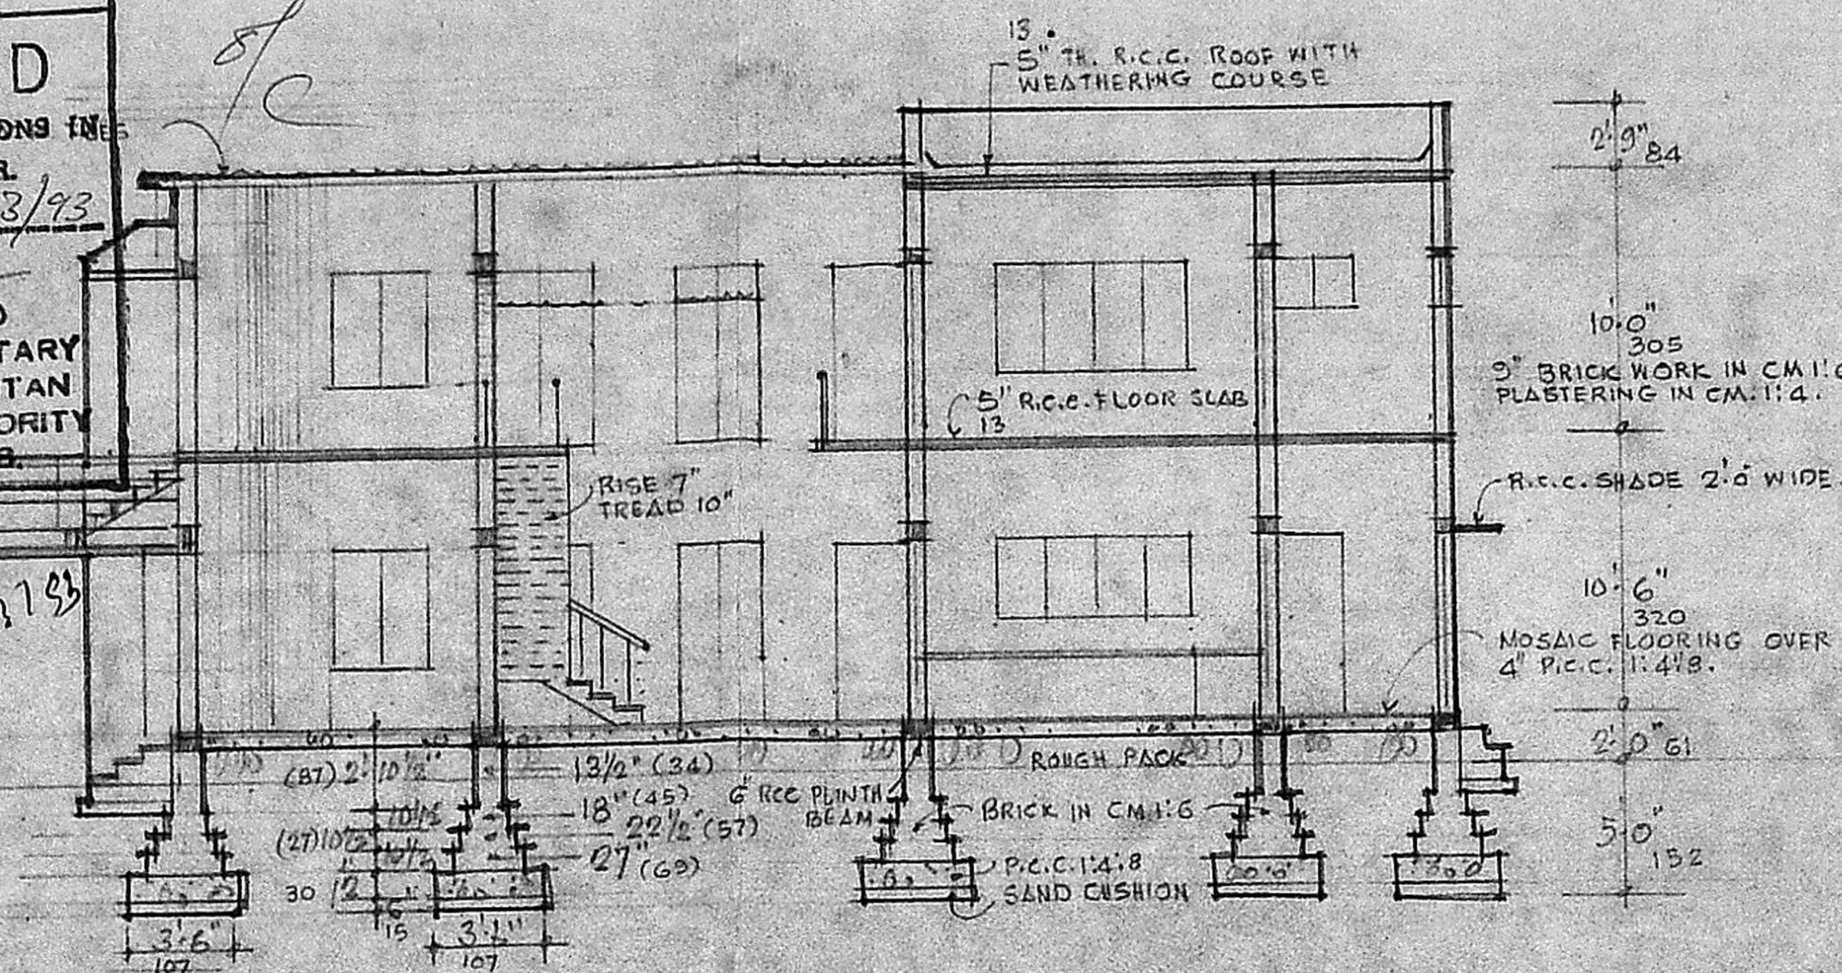 D
8/C
ONS IN
R.
3/93
TARY
TAN
ORITY
13
5" TH. R.C.C. ROOF WITH
WEATHERING COURSE
2'-9"
84
10'-0"
305
9" BRICK WORK IN CM 1:6
PLASTERING IN CM. 1:4.
5" R.C.C. FLOOR SLAB
13
R.C.C. SHADE 2'-0" WIDE.
RISE 7"
TREAD 10"
10'-6"
320
MOSAIC FLOORING OVER
4" P.C.C. 1:4:8.
2'-0" 61
ROUGH PACK
(87) 2'-10½"
13½" (34)
18" (45)
22½" (57)
27" (69)
6" RCC PLINTH
BEAM
BRICK IN CM 1:6
10½
(27) 10½
10½
5'-0"
152
P.C.C. 1:4:8
SAND CUSHION
30 12
6"
15
3'-6"
107
3'-6"
107